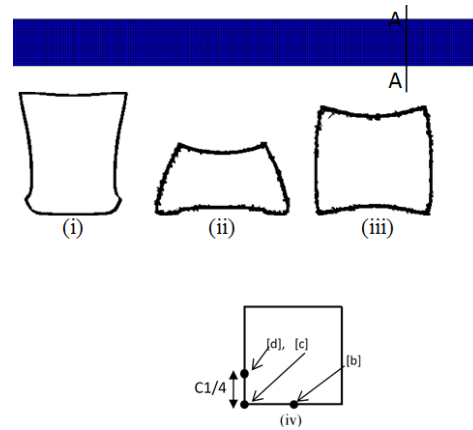 A
A
(i) (ii) (iii)
[d], [c] [b]
C1/4
(iv)